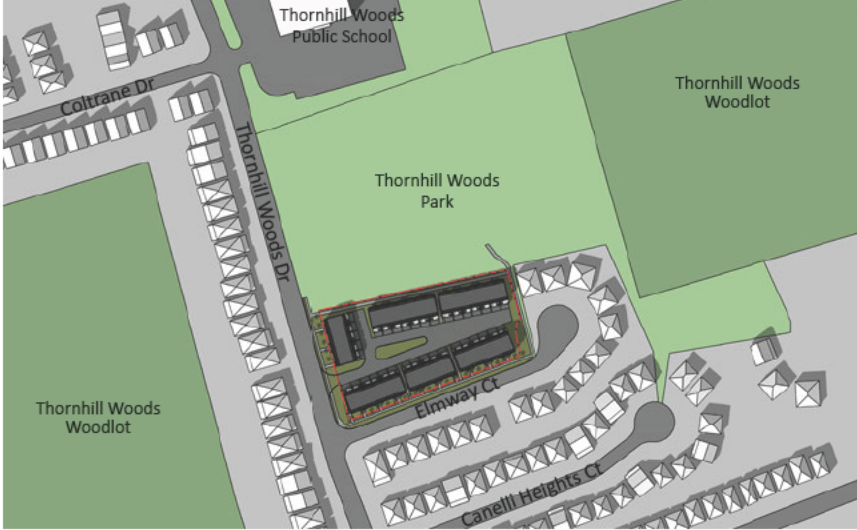 Thornhill Woods
Public School
Coltrane Dr
Thornhill Woods
Woodlot
Thornhill Woods Dr
Thornhill Woods
Park
Thornhill Woods
Woodlot
Elmway Ct
Canelli Heights Ct